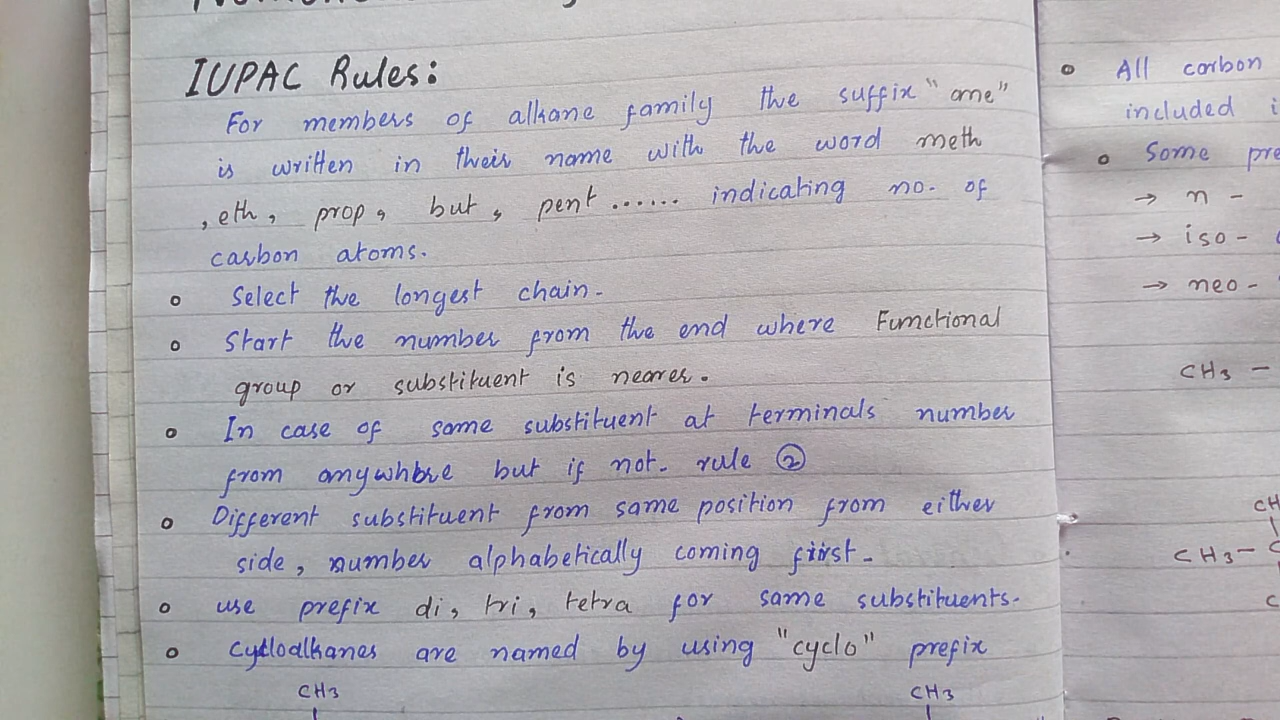 IUPAC Rules:
For members of alkane family the suffix "ane"
is written in their name with the word meth
, eth, prop, but, pent ...... indicating no. of
carbon atoms.
o Select the longest chain.
o Start the number from the end where Functional
group or substituent is nearer.
o In case of same substituent at terminals number
from anywhbre but if not. rule ②
o Different substituent from same position from either
side, number alphabetically coming first.
o use prefix di, tri, tetra for same substituents.
o Cycloalkanes are named by using "cyclo" prefix
CH3 CH3
o All carbon
included i
o Some pre
→ n -
→ iso -
→ neo -
CH3 -
CH
CH3 - C
C